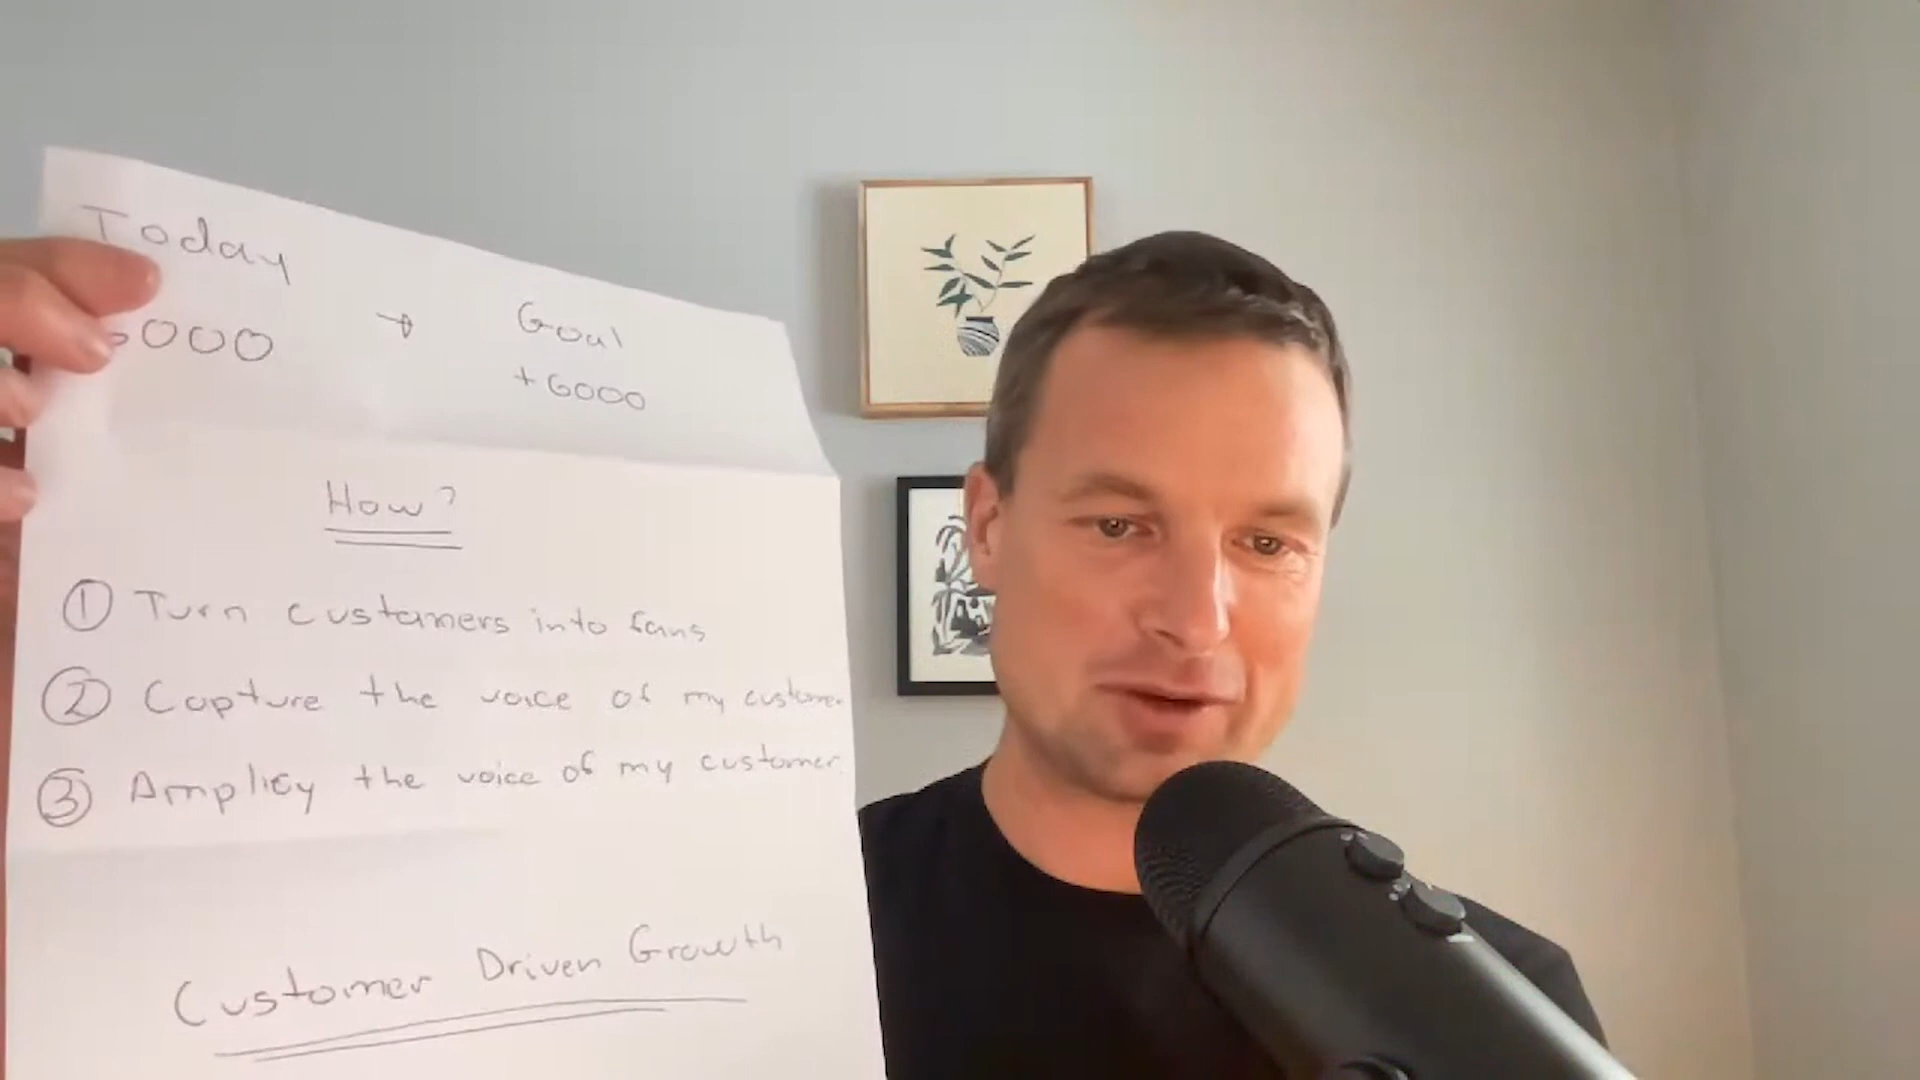 Today
000
→ Goal
+6000
How?
① Turn customers into fans
② Capture the voice of my customer
③ Amplify the voice of my customer.
Customer Driven Growth